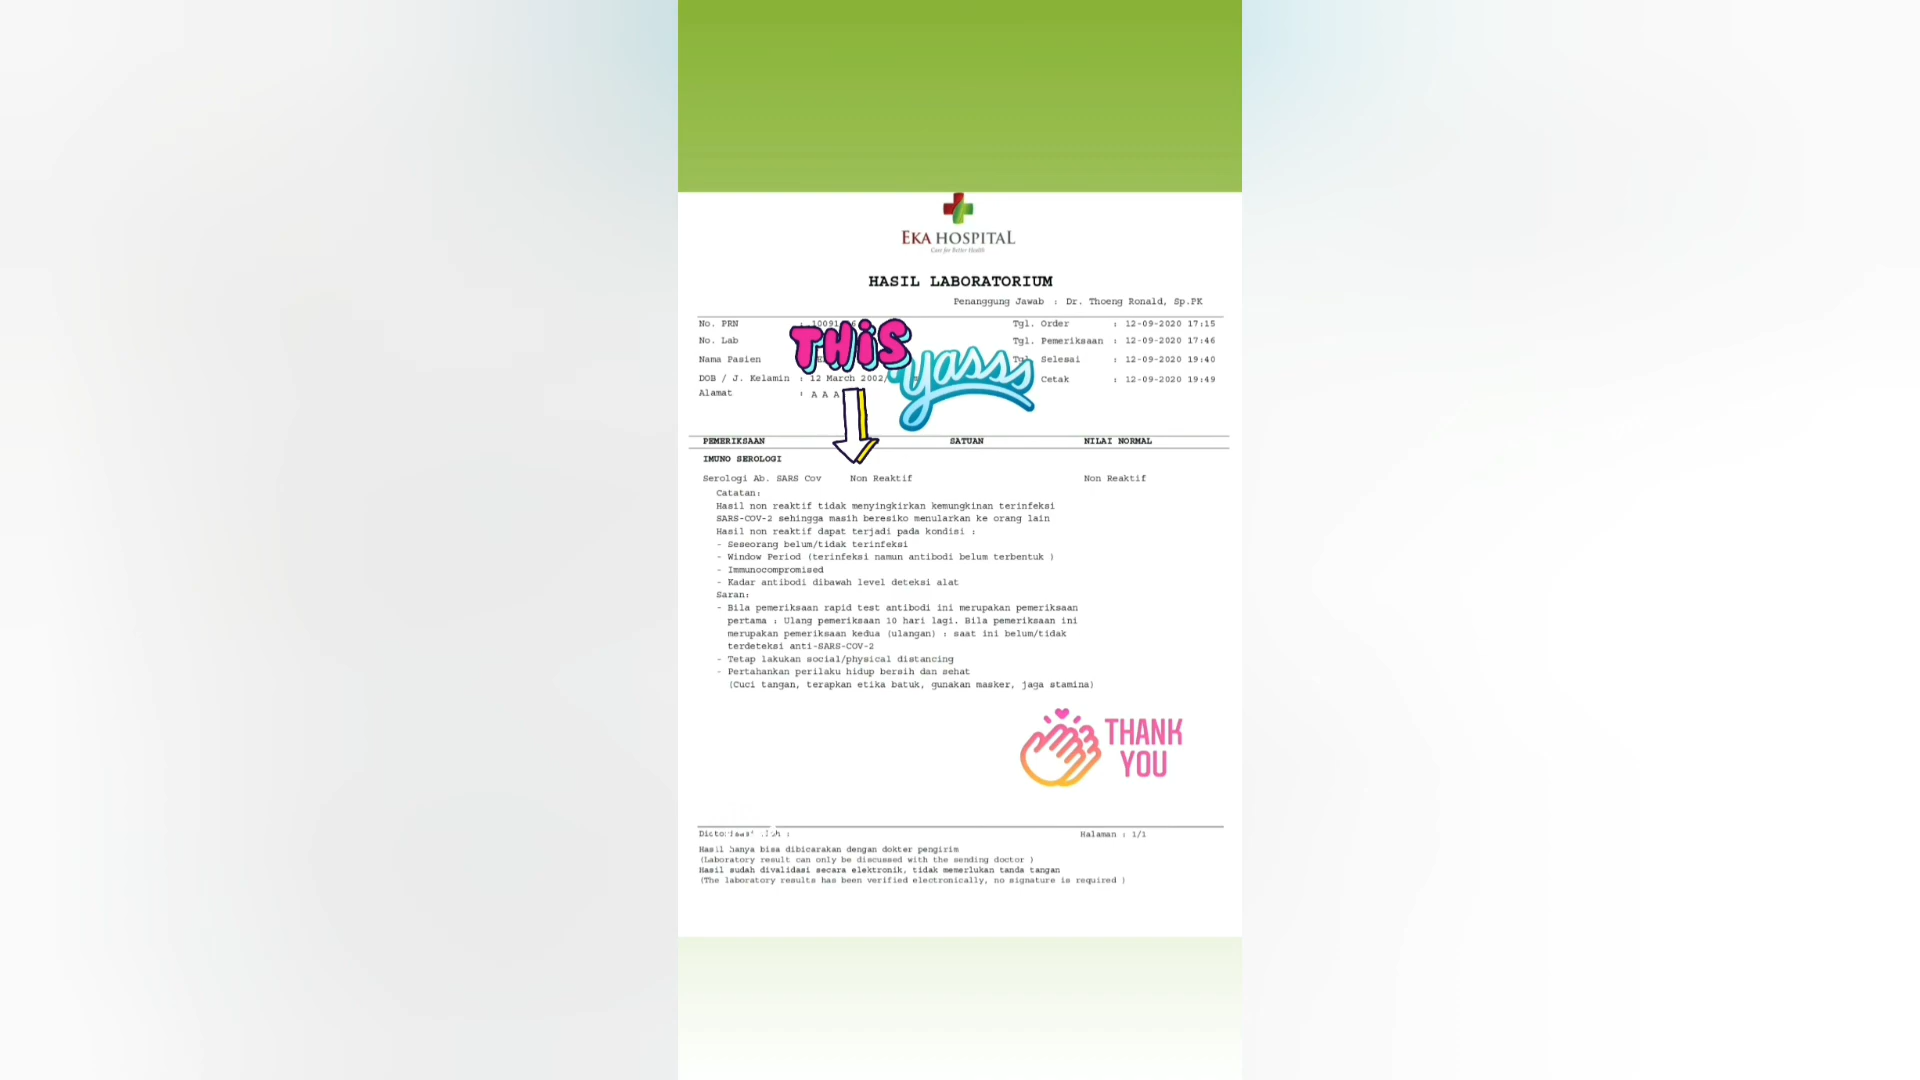 EKA HOSPITAL
Care for Better Health
HASIL LABORATORIUM
Penanggung Jawab : Dr. Thoeng Ronald, Sp.PK
No. PRN : 10091
Tgl. Order : 12-09-2020 17:15
No. Lab
Tgl. Pemeriksaan : 12-09-2020 17:46
Nama Pasien
Tgl. Selesai : 12-09-2020 19:40
DOB / J. Kelamin : 12 March 2002/
Cetak : 12-09-2020 19:49
Alamat : A A A
THIS
yasss
PEMERIKSAAN SATUAN NILAI NORMAL
IMUNO SEROLOGI
Serologi Ab. SARS Cov Non Reaktif Non Reaktif
Catatan:
Hasil non reaktif tidak menyingkirkan kemungkinan terinfeksi
SARS-COV-2 sehingga masih beresiko menularkan ke orang lain
Hasil non reaktif dapat terjadi pada kondisi :
- Seseorang belum/tidak terinfeksi
- Window Period (terinfeksi namun antibodi belum terbentuk )
- Immunocompromised
- Kadar antibodi dibawah level deteksi alat
Saran:
- Bila pemeriksaan rapid test antibodi ini merupakan pemeriksaan
pertama : Ulang pemeriksaan 10 hari lagi. Bila pemeriksaan ini
merupakan pemeriksaan kedua (ulangan) : saat ini belum/tidak
terdeteksi anti-SARS-COV-2
- Tetap lakukan social/physical distancing
- Pertahankan perilaku hidup bersih dan sehat
(Cuci tangan, terapkan etika batuk, gunakan masker, jaga stamina)
THANK
YOU
Halaman : 1/1
Hasil hanya bisa dibicarakan dengan dokter pengirim
(Laboratory result can only be discussed with the sending doctor )
Hasil sudah divalidasi secara elektronik, tidak memerlukan tanda tangan
(The laboratory results has been verified electronically, no signature is required )